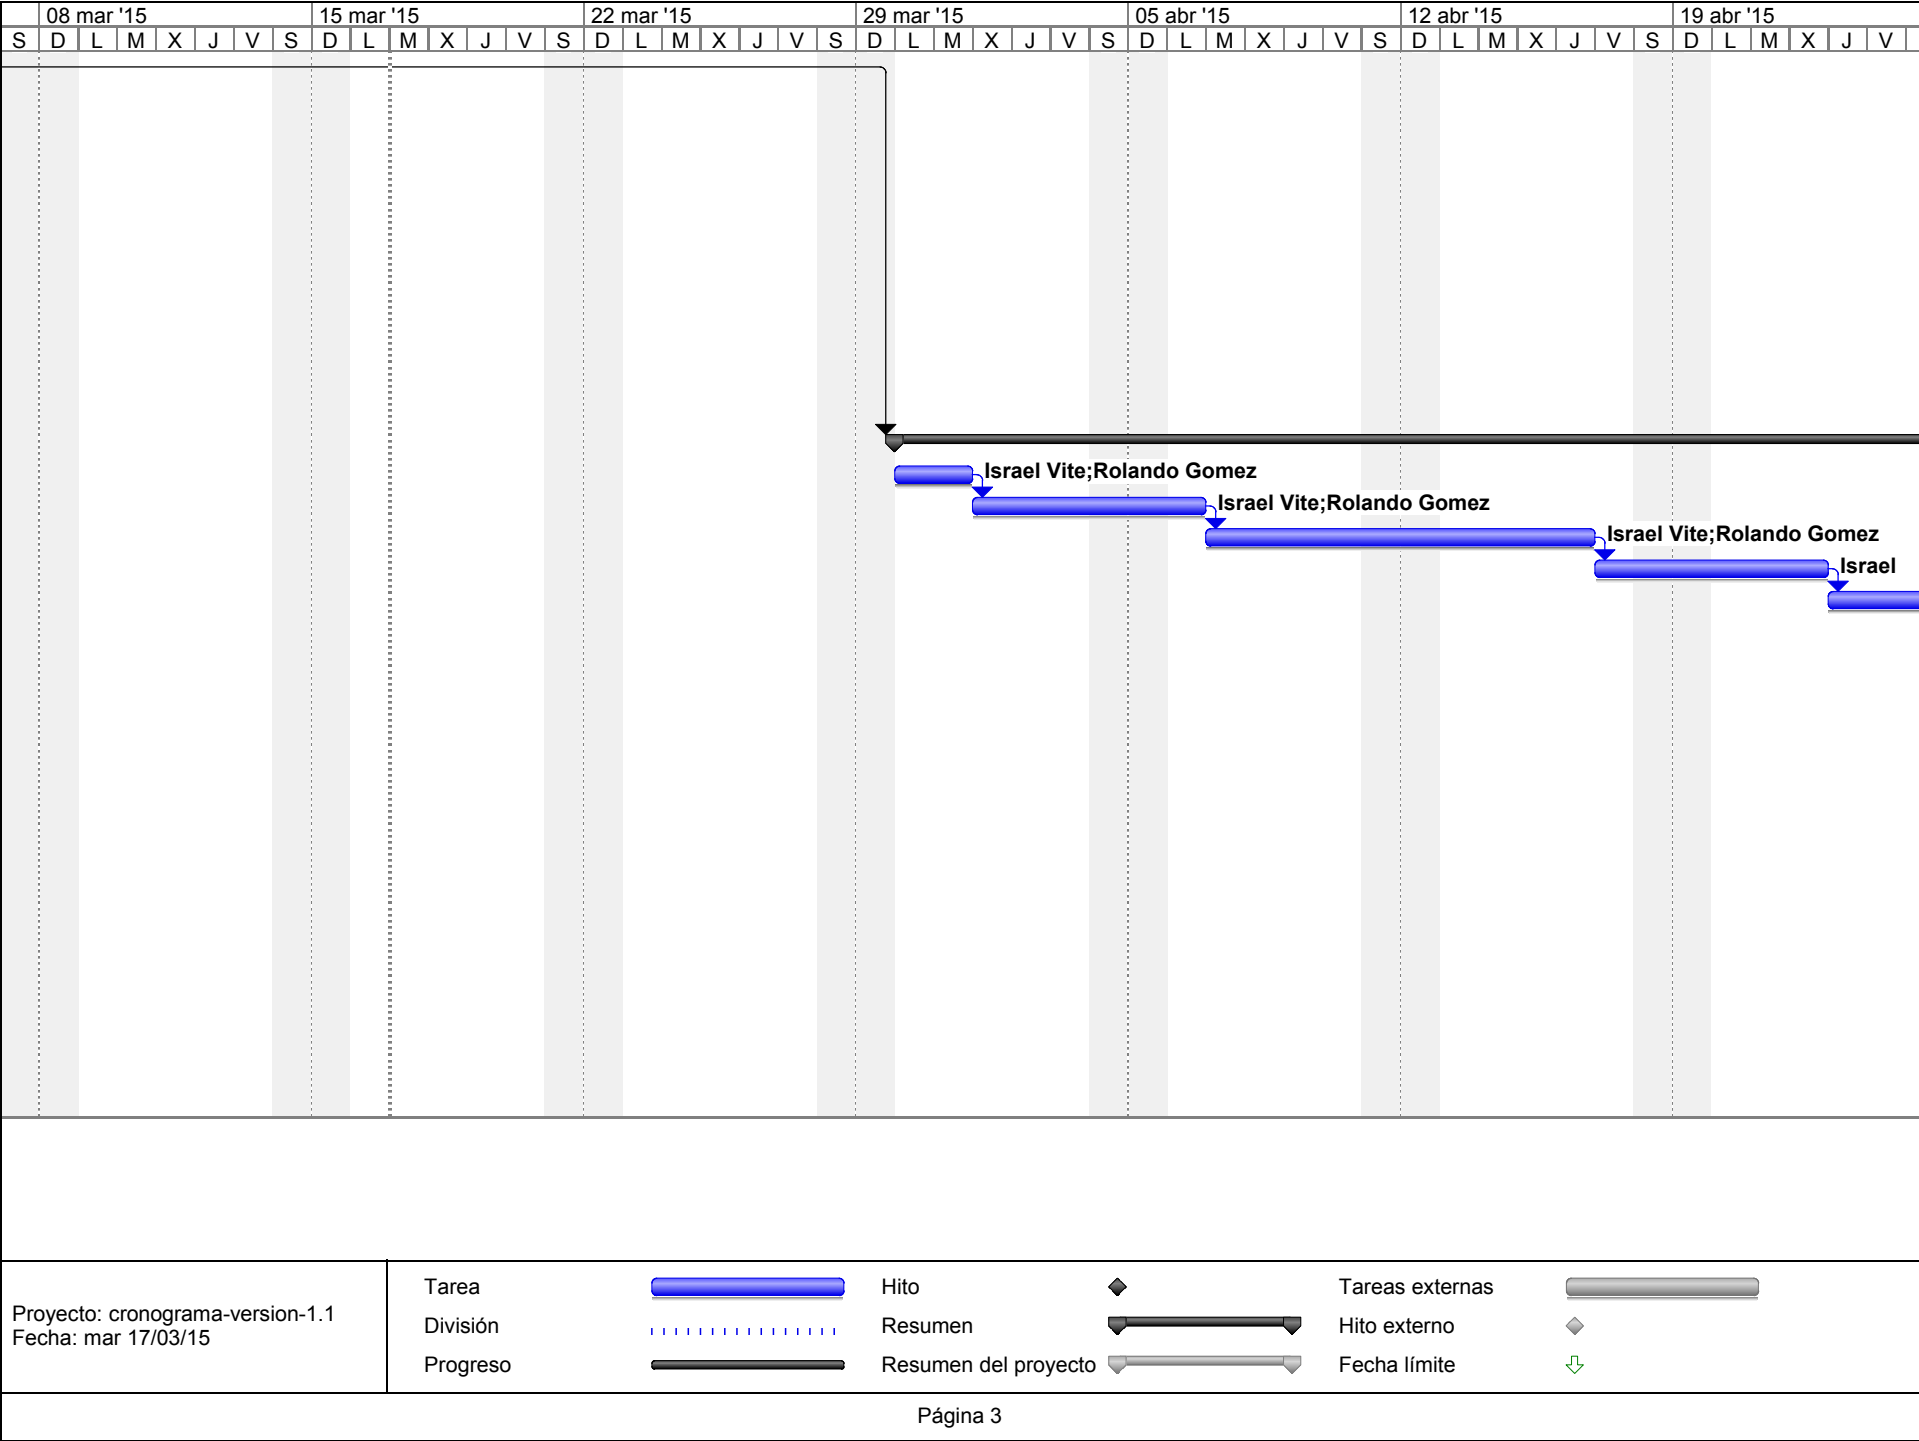 08 mar '15 15 mar '15 22 mar '15 29 mar '15 05 abr '15 12 abr '15 19 abr '15
S D L M X J V S D L M X J V S D L M X J V S D L M X J V S D L M X J V S D L M X J V S D L M X J V
Israel Vite;Rolando Gomez
Israel Vite;Rolando Gomez
Israel Vite;Rolando Gomez
Israel
Proyecto: cronograma-version-1.1
Fecha: mar 17/03/15
Tarea
División
Progreso
Hito
Resumen
Resumen del proyecto
Tareas externas
Hito externo
Fecha límite
Página 3